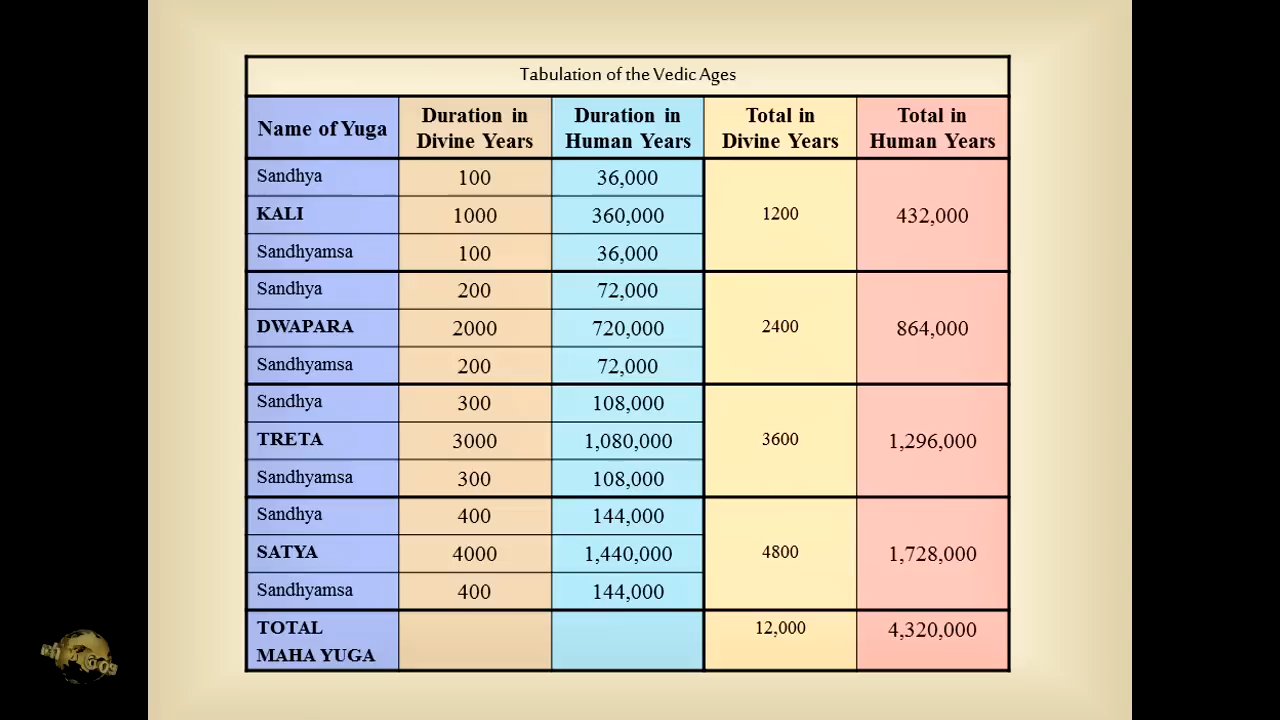 Tabulation of the Vedic Ages
Name of Yuga
Duration in
Divine Years
Duration in
Human Years
Total in
Divine Years
Total in
Human Years
Sandhya 100 36,000
KALI 1000 360,000 1200 432,000
Sandhyamsa 100 36,000
Sandhya 200 72,000
DWAPARA 2000 720,000 2400 864,000
Sandhyamsa 200 72,000
Sandhya 300 108,000
TRETA 3000 1,080,000 3600 1,296,000
Sandhyamsa 300 108,000
Sandhya 400 144,000
SATYA 4000 1,440,000 4800 1,728,000
Sandhyamsa 400 144,000
TOTAL 12,000 4,320,000
MAHA YUGA